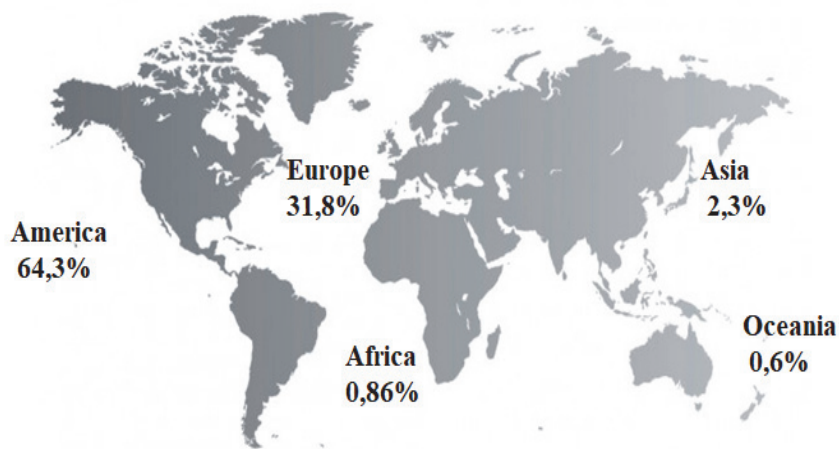 Europe
31,8%
Asia
2,3%
America
64,3%
Oceania
0,6%
Africa
0,86%